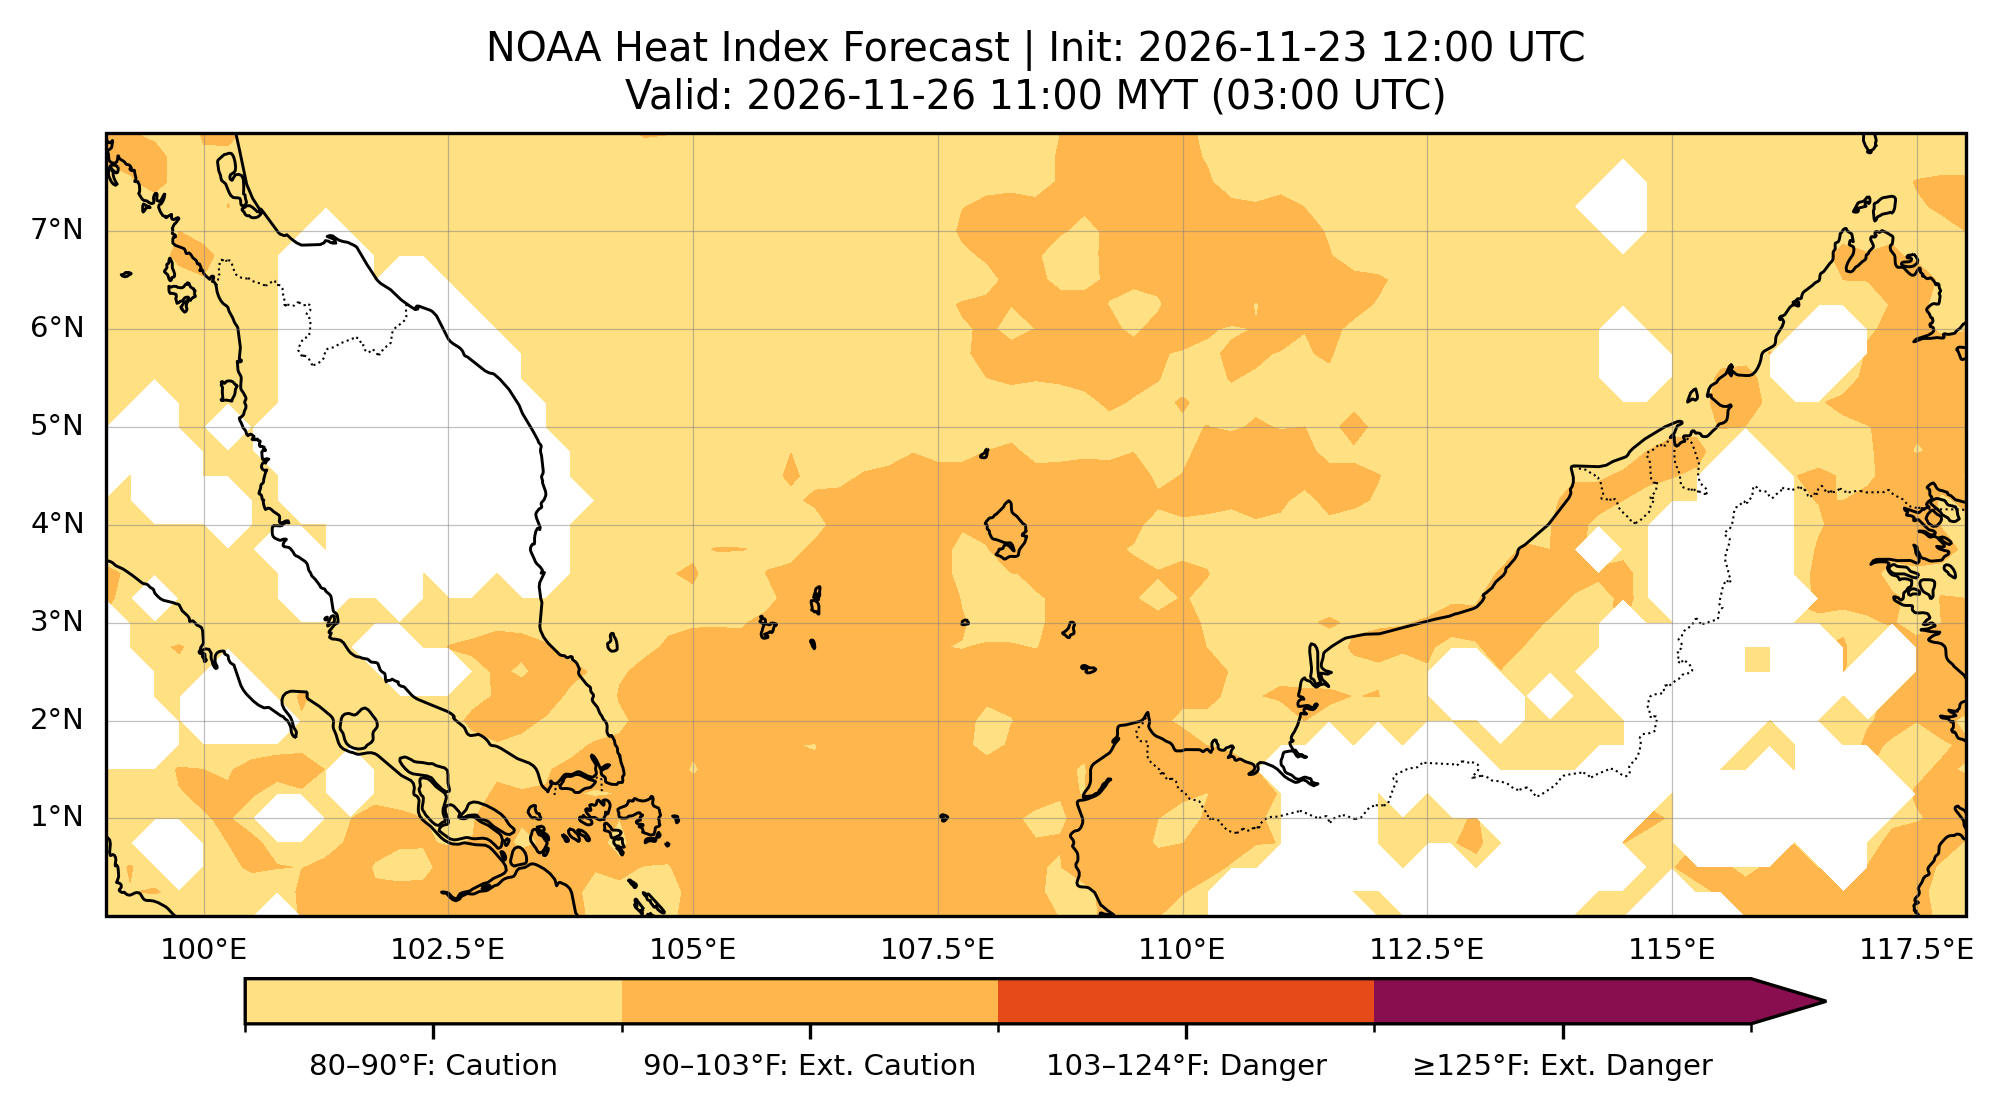 NOAA Heat Index Forecast | Init: 2026-11-23 12:00 UTC
Valid: 2026-11-26 11:00 MYT (03:00 UTC)
7°N
6°N
5°N
4°N
3°N
2°N
1°N
100°E 102.5°E 105°E 107.5°E 110°E 112.5°E 115°E 117.5°E
80–90°F: Caution 90–103°F: Ext. Caution 103–124°F: Danger ≥125°F: Ext. Danger